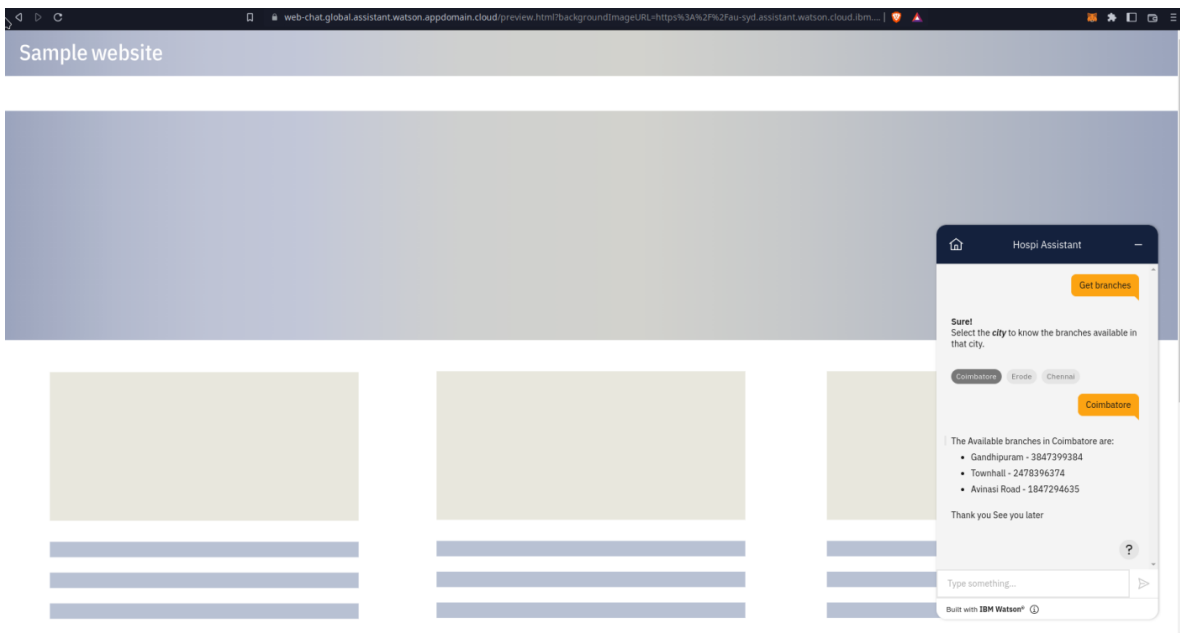 web-chat.global.assistant.watson.appdomain.cloud/preview.html?backgroundImageURL=https%3A%2F%2Fau-syd.assistant.watson.cloud.ibm....
Sample website
Hospi Assistant
Get branches
Sure!
Select the city to know the branches available in
that city.
Coimbatore Erode Chennai
Coimbatore
The Available branches in Coimbatore are:
• Gandhipuram - 3847399384
• Townhall - 2478396374
• Avinasi Road - 1847294635
Thank you See you later
?
Type something...
Built with IBM Watson®